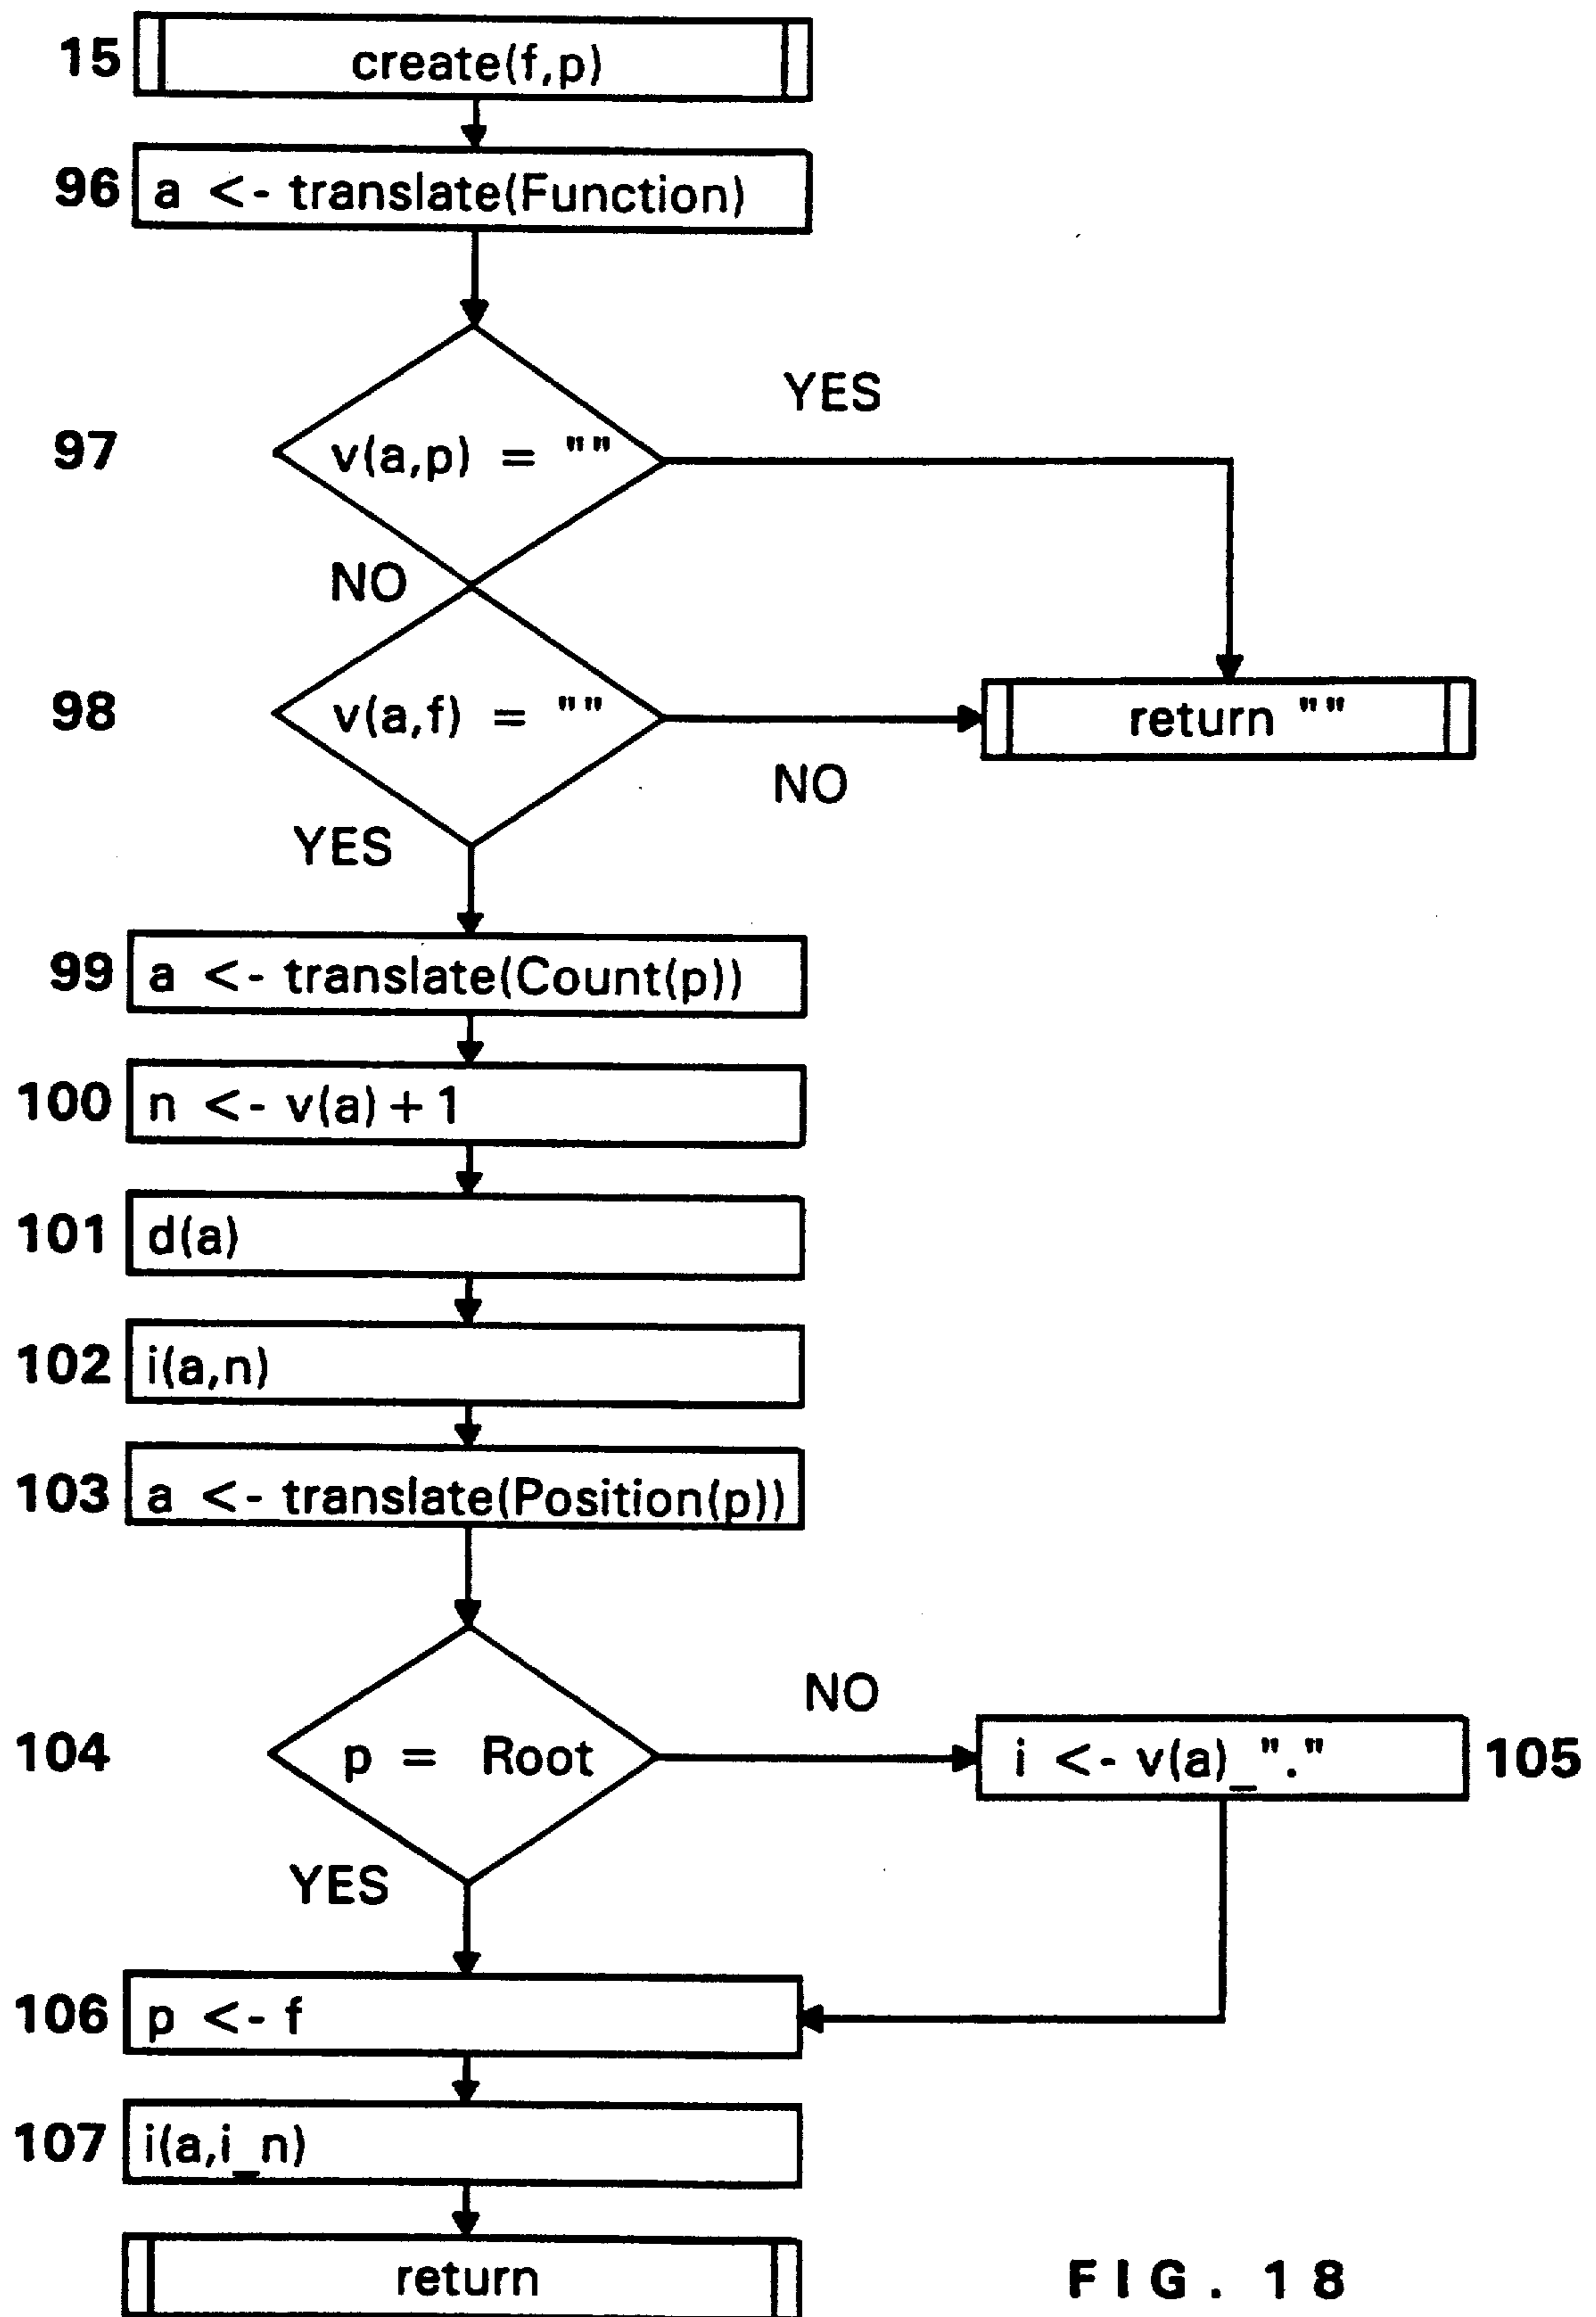 15 create(f,p)
96 a <- translate(Function)
YES
97 v(a,p) = ""
NO
98 v(a,f) = "" return ""
NO
YES
99 a <- translate(Count(p))
100 n <- v(a)+1
101 d(a)
102 i(a,n)
103 a <- translate(Position(p))
NO
104 p = Root i <- v(a)_"." 105
YES
106 p <- f
107 i(a,i_n)
return
FIG. 18